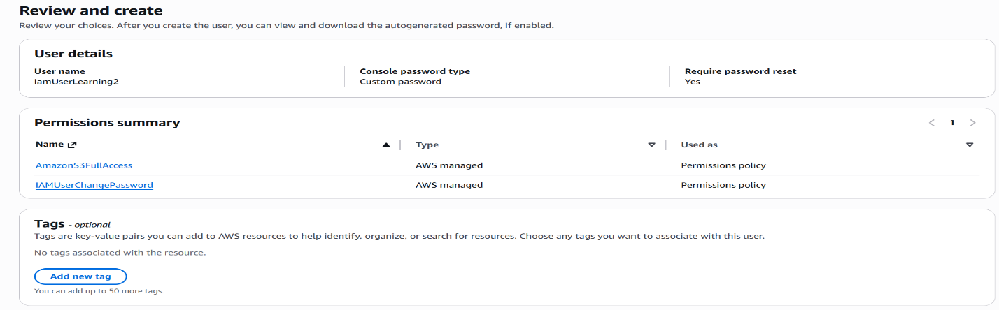 Review and create
Review your choices. After you create the user, you can view and download the autogenerated password, if enabled.
User details
User name Console password type Require password reset
IamUserLearning2 Custom password Yes
Permissions summary 1
Name Type Used as
AmazonS3FullAccess AWS managed Permissions policy
IAMUserChangePassword AWS managed Permissions policy
Tags - optional
Tags are key-value pairs you can add to AWS resources to help identify, organize, or search for resources. Choose any tags you want to associate with this user.
No tags associated with the resource.
Add new tag
You can add up to 50 more tags.